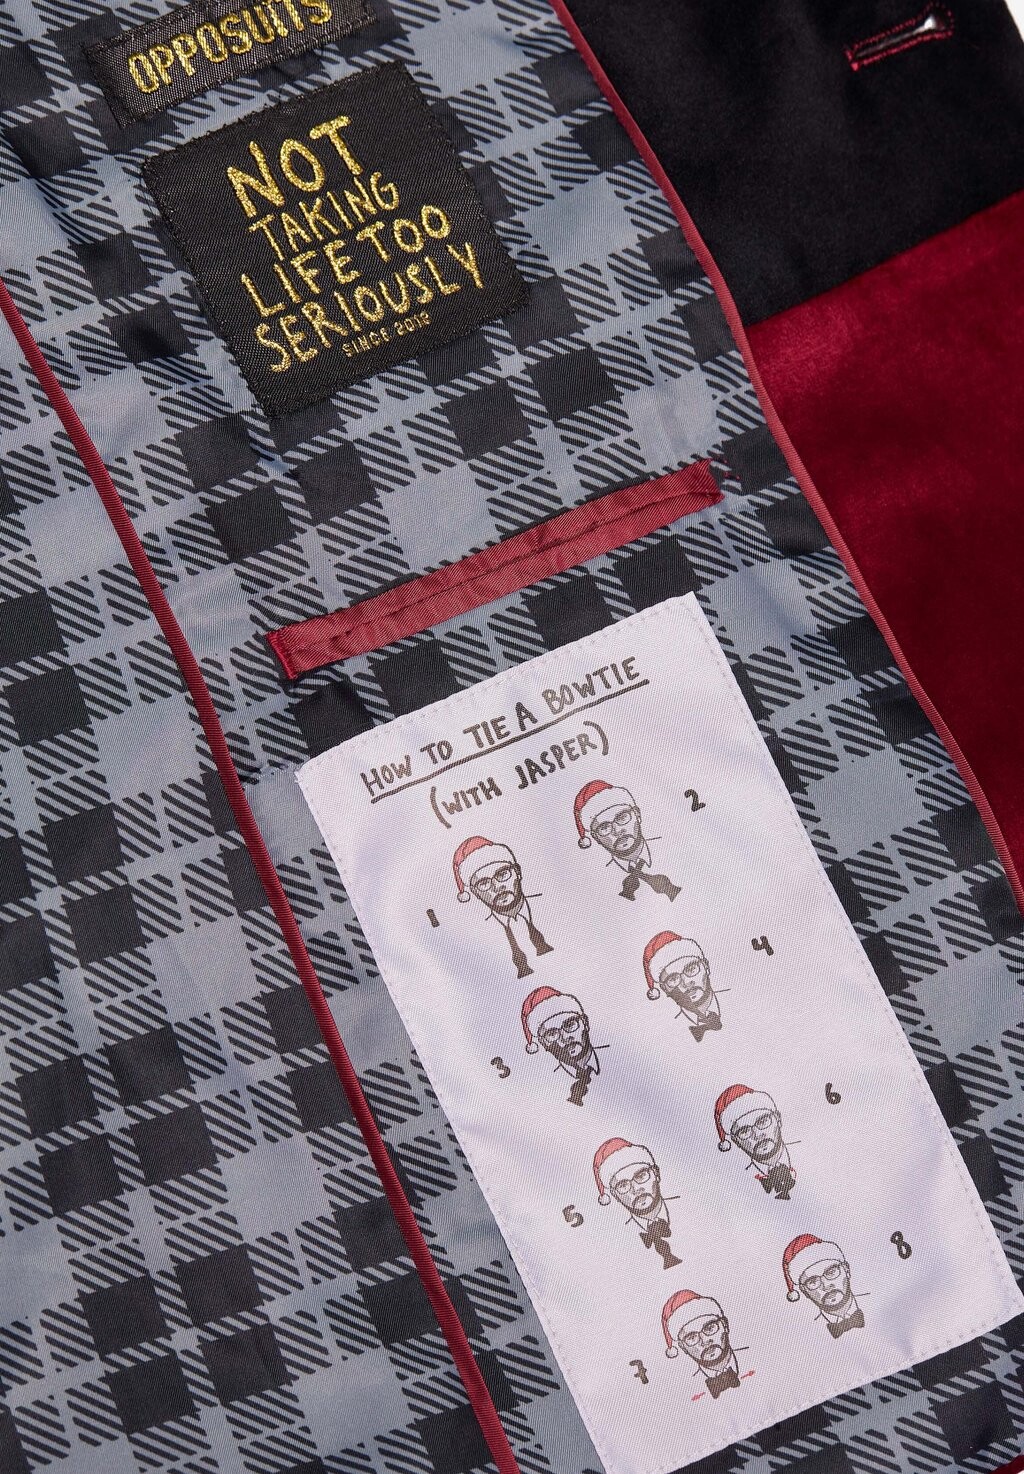 OPPOSUITS
NOT
TAKING
LIFE TOO
SERIOUSLY
SINCE 2012
HOW TO TIE A BOWTIE
(WITH JASPER)
1
2
3
4
5
6
7
8